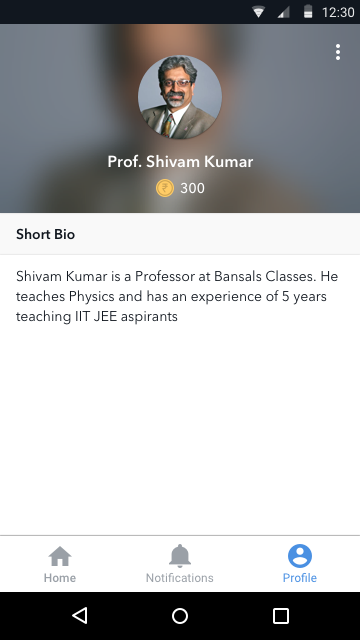 12:30
Prof. Shivam Kumar
₹ 300
Short Bio
Shivam Kumar is a Professor at Bansals Classes. He
teaches Physics and has an experience of 5 years
teaching IIT JEE aspirants
Home Notifications Profile